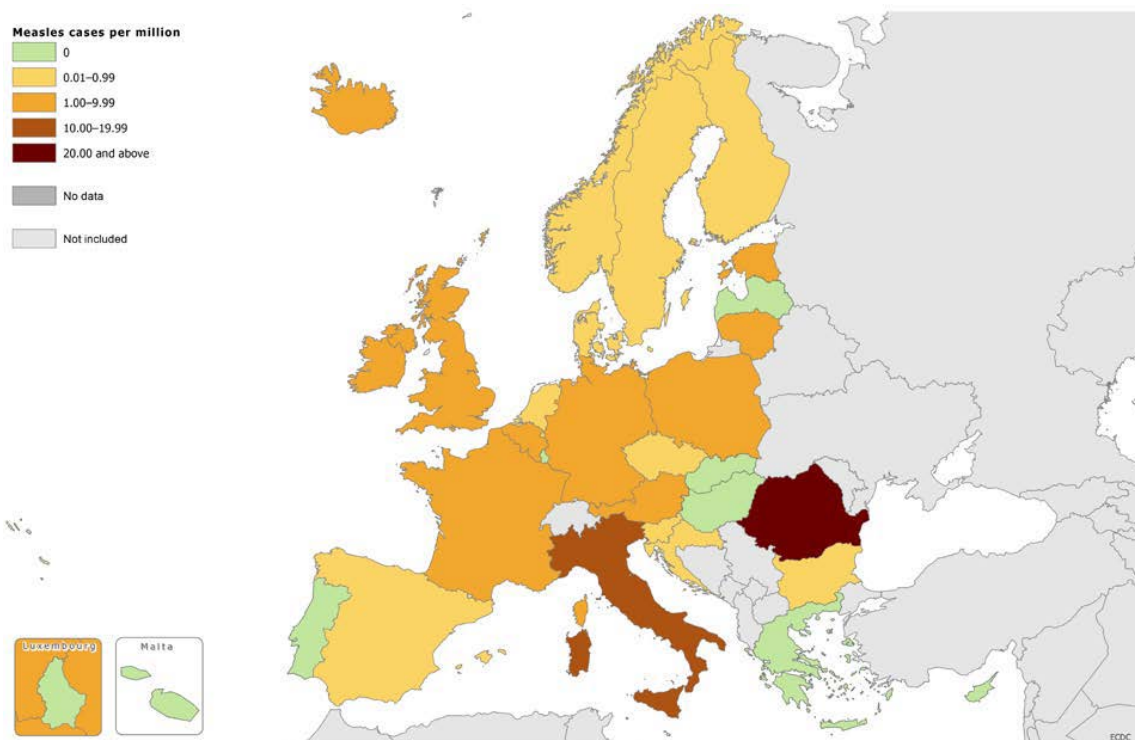 Measles cases per million
0
0.01–0.99
1.00–9.99
10.00–19.99
20.00 and above
No data
Not included
Luxembourg
Malta
ECDC